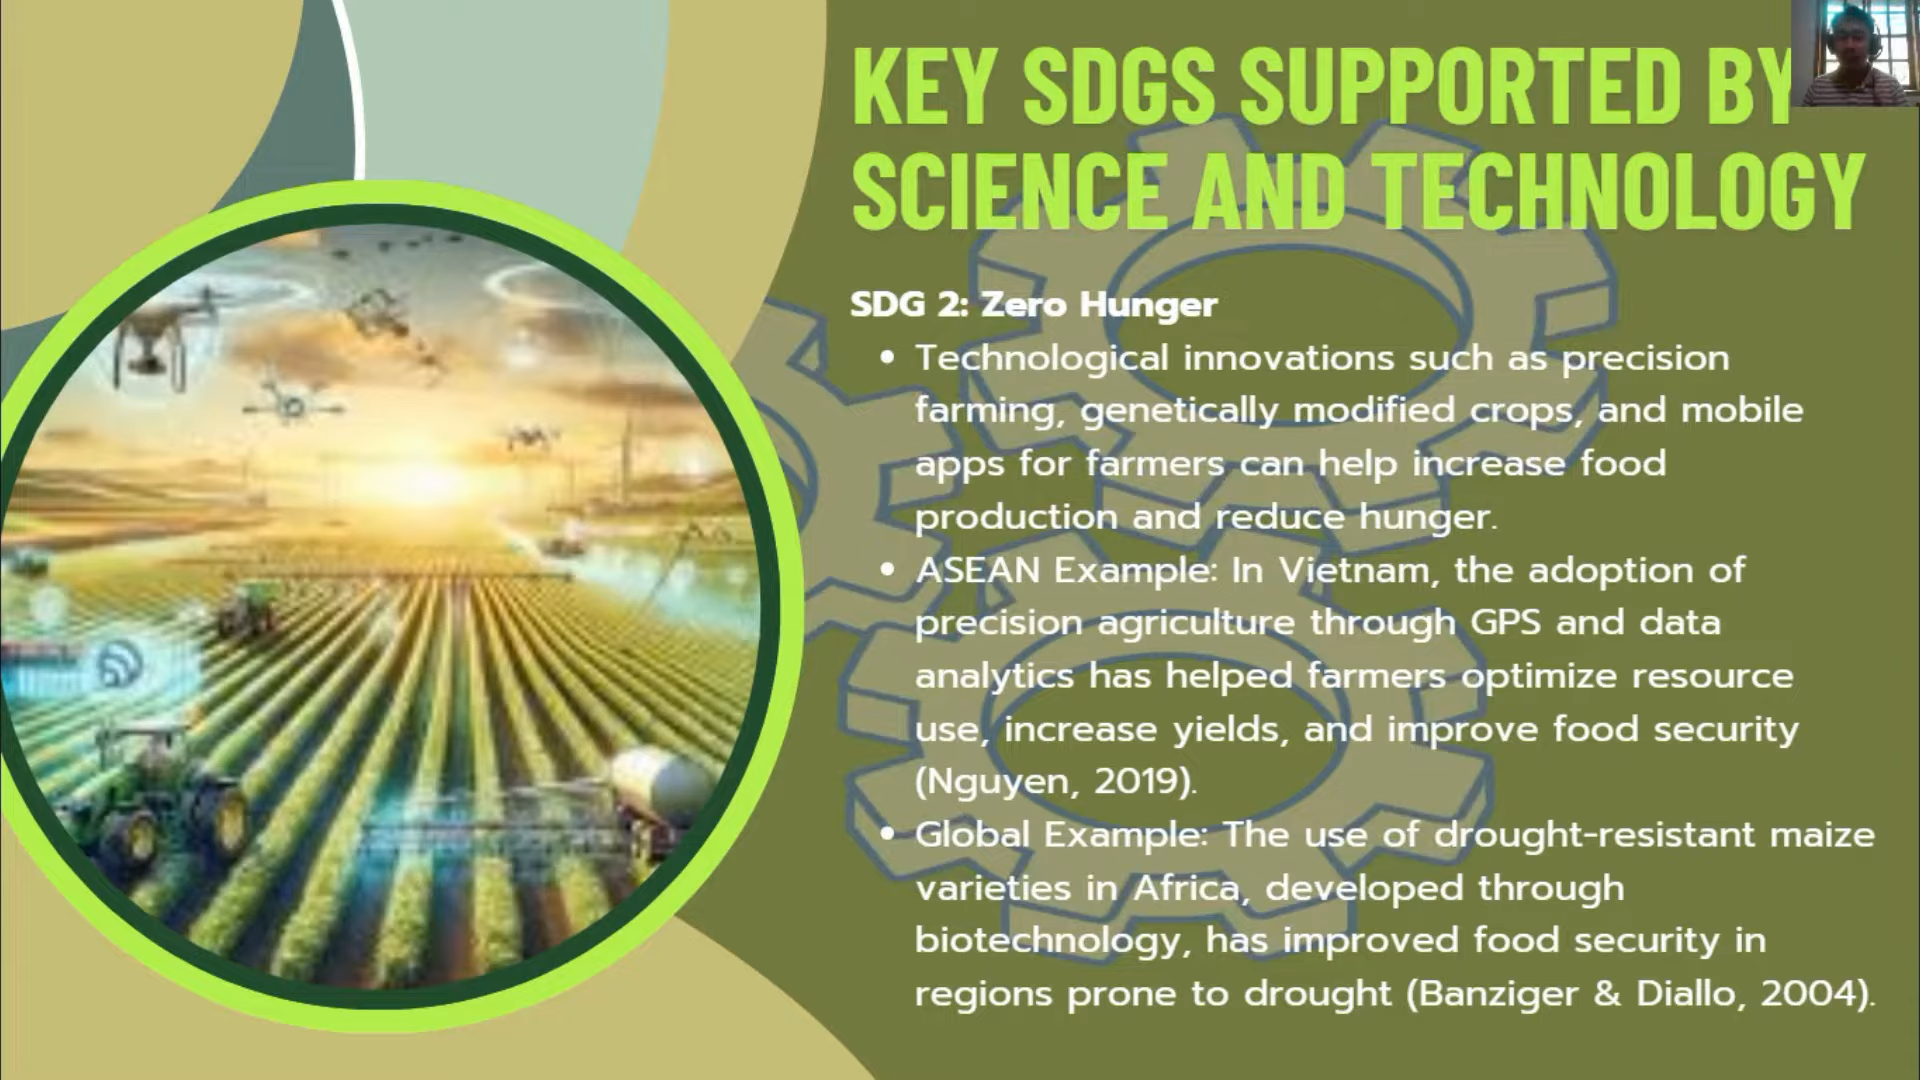 KEY SDGS SUPPORTED BY
SCIENCE AND TECHNOLOGY
SDG 2: Zero Hunger
• Technological innovations such as precision
farming, genetically modified crops, and mobile
apps for farmers can help increase food
production and reduce hunger.
• ASEAN Example: In Vietnam, the adoption of
precision agriculture through GPS and data
analytics has helped farmers optimize resource
use, increase yields, and improve food security
(Nguyen, 2019).
• Global Example: The use of drought-resistant maize
varieties in Africa, developed through
biotechnology, has improved food security in
regions prone to drought (Banziger & Diallo, 2004).